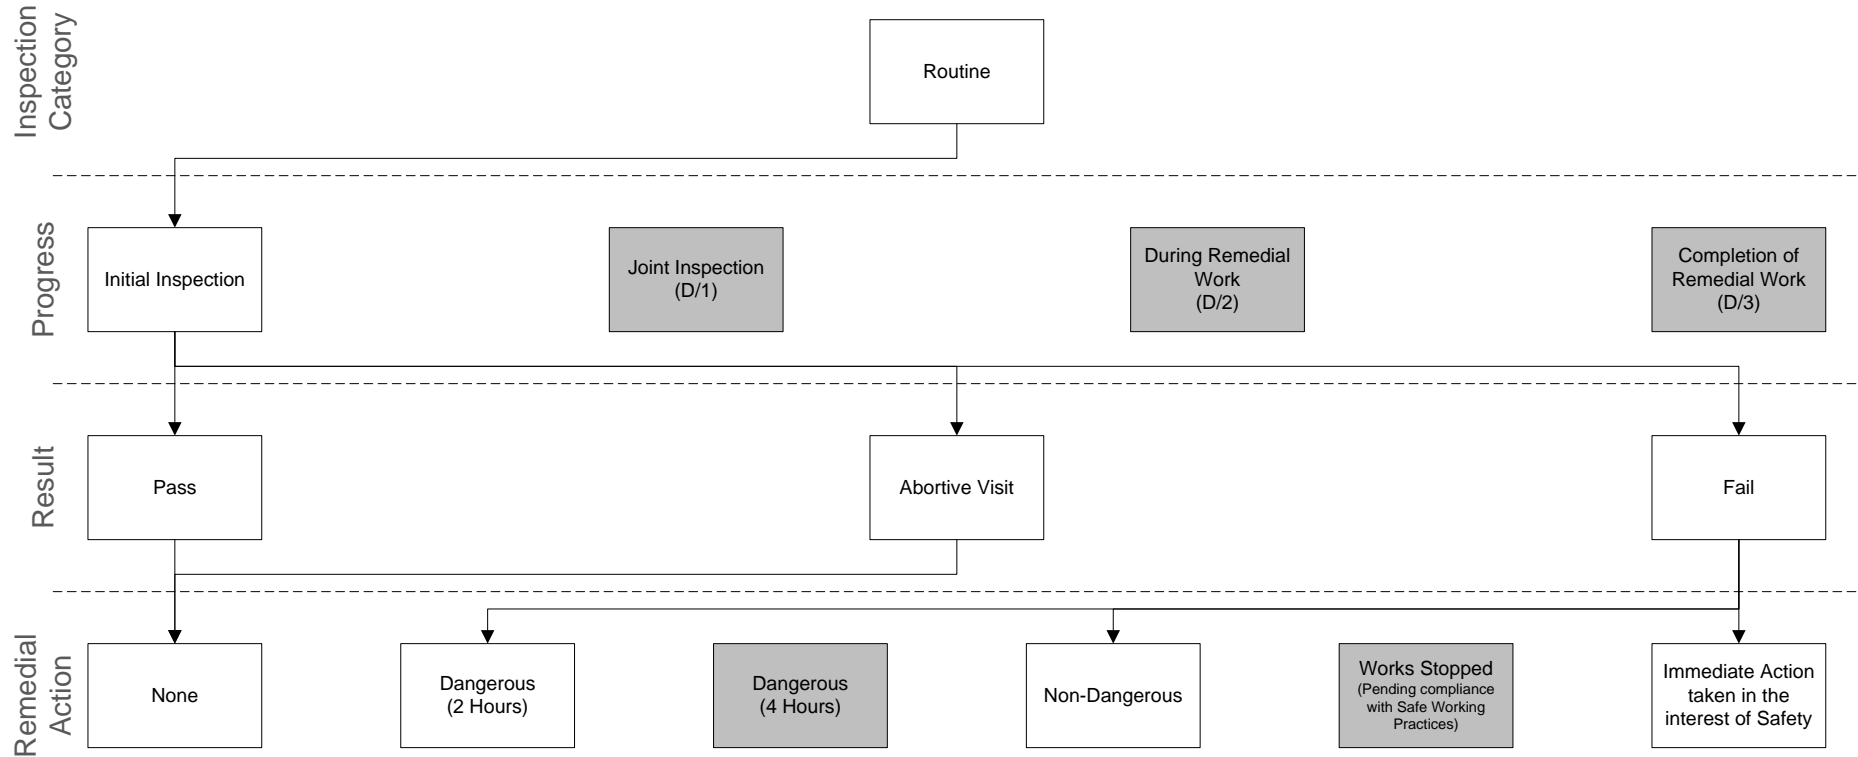 Inspection
Category
Routine
Progress
Initial Inspection
Joint Inspection
(D/1)
During Remedial
Work
(D/2)
Completion of
Remedial Work
(D/3)
Result
Pass
Abortive Visit
Fail
Remedial
Action
None
Dangerous
(2 Hours)
Dangerous
(4 Hours)
Non-Dangerous
Works Stopped
(Pending compliance
with Safe Working
Practices)
Immediate Action
taken in the
interest of Safety